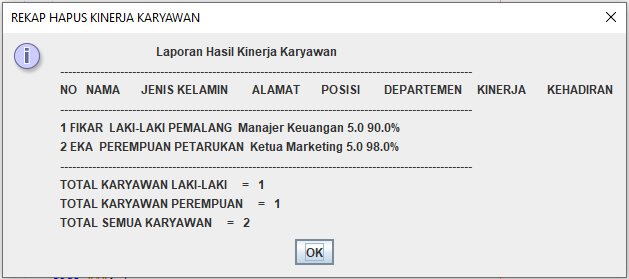 REKAP HAPUS KINERJA KARYAWAN
Laporan Hasil Kinerja Karyawan
--------------------------------------------------------------------------------------------------------
NO NAMA JENIS KELAMIN ALAMAT POSISI DEPARTEMEN KINERJA KEHADIRAN
--------------------------------------------------------------------------------------------------------
1 FIKAR LAKI-LAKI PEMALANG Manajer Keuangan 5.0 90.0%
2 EKA PEREMPUAN PETARUKAN Ketua Marketing 5.0 98.0%
--------------------------------------------------------------------------------------------------------
TOTAL KARYAWAN LAKI-LAKI = 1
TOTAL KARYAWAN PEREMPUAN = 1
TOTAL SEMUA KARYAWAN = 2
OK